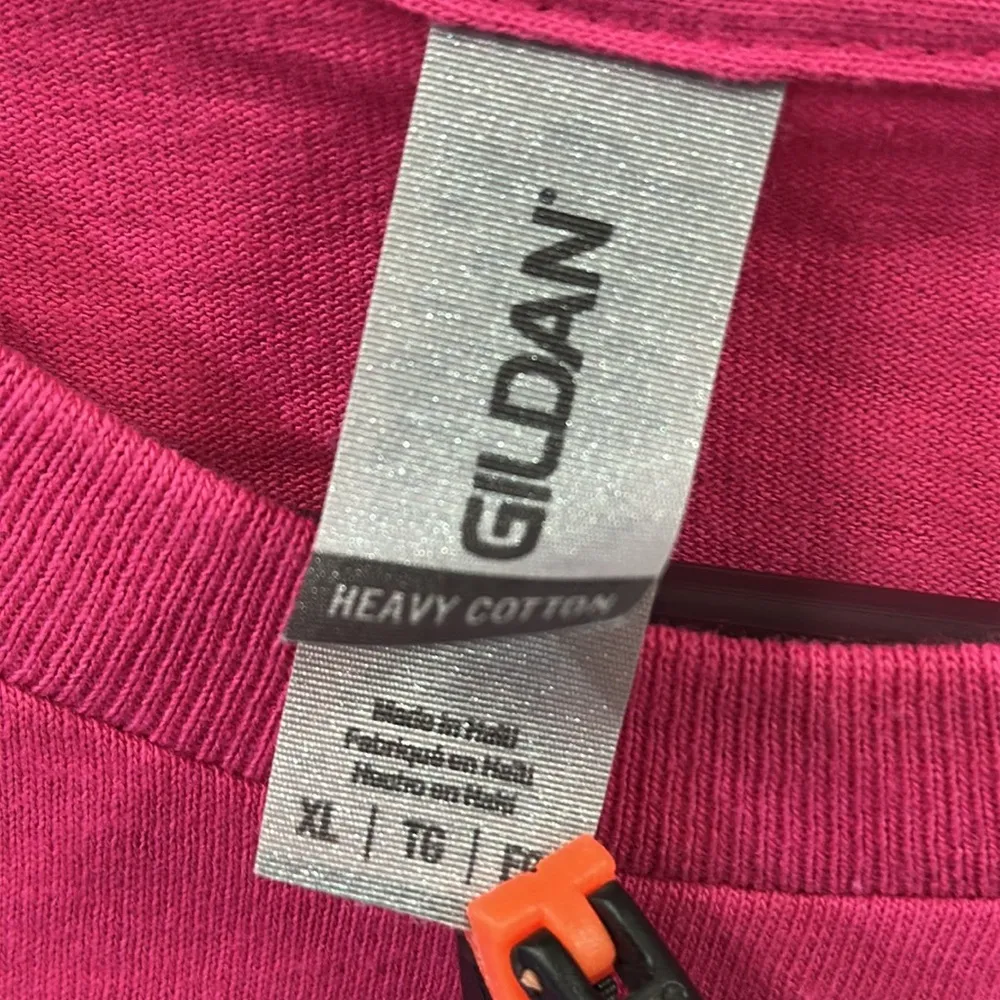 GILDAN®
HEAVY COTTON
Made in Haiti
Fabriqué en Haïti
Hecho en Haití
XL | TG |